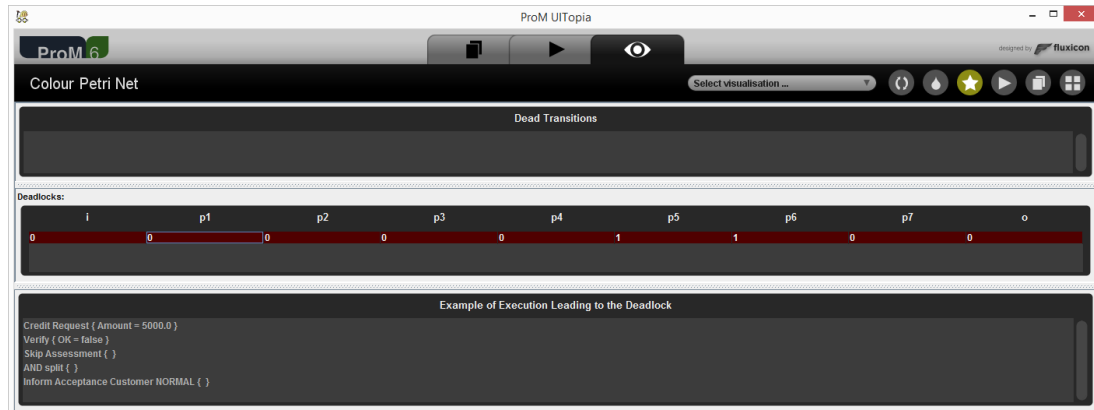 ProM UITopia
ProM 6
designed by fluxicon
Colour Petri Net
Select visualisation ...
Dead Transitions
Deadlocks:
i p1 p2 p3 p4 p5 p6 p7 o
0 0 0 0 0 1 1 0 0
Example of Execution Leading to the Deadlock
Credit Request { Amount = 5000.0 }
Verify { OK = false }
Skip Assessment { }
AND split { }
Inform Acceptance Customer NORMAL { }